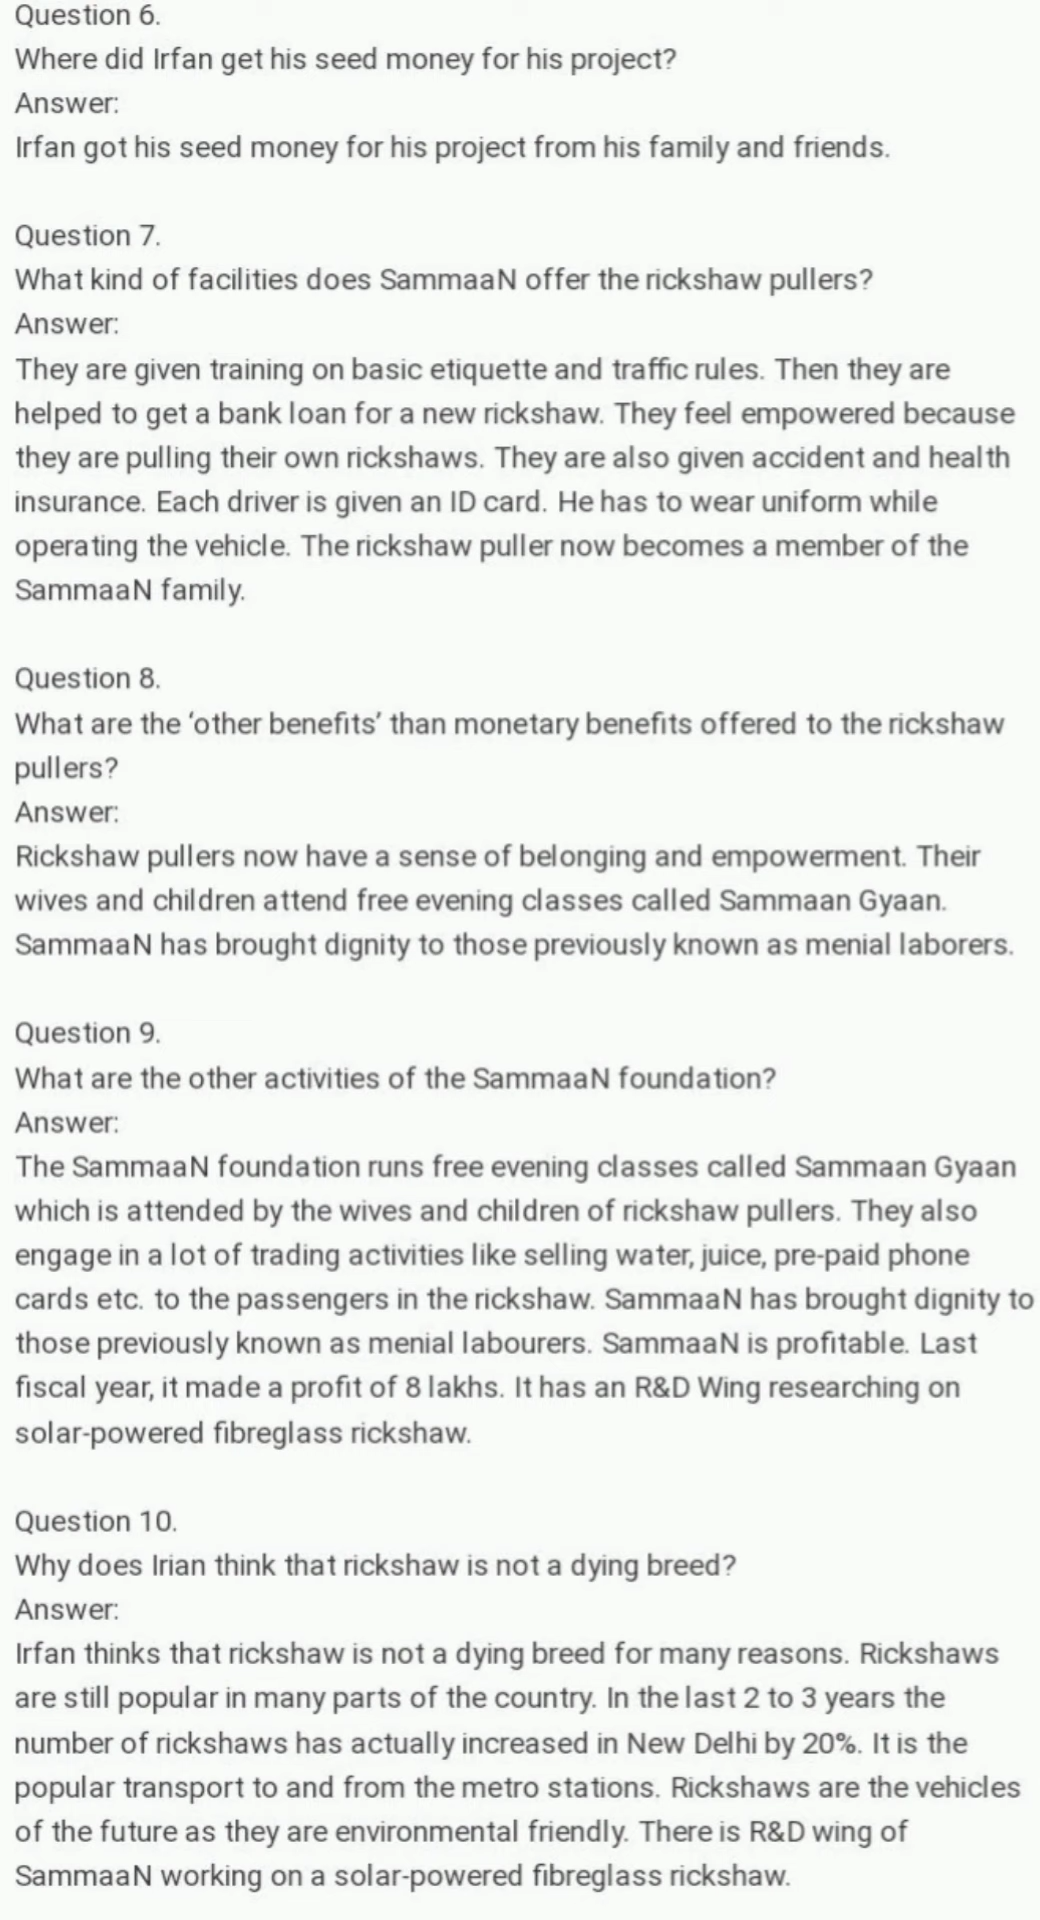 Question 6.
Where did Irfan get his seed money for his project?
Answer:
Irfan got his seed money for his project from his family and friends.
Question 7.
What kind of facilities does SammaaN offer the rickshaw pullers?
Answer:
They are given training on basic etiquette and traffic rules. Then they are
helped to get a bank loan for a new rickshaw. They feel empowered because
they are pulling their own rickshaws. They are also given accident and health
insurance. Each driver is given an ID card. He has to wear uniform while
operating the vehicle. The rickshaw puller now becomes a member of the
SammaaN family.
Question 8.
What are the ‘other benefits’ than monetary benefits offered to the rickshaw
pullers?
Answer:
Rickshaw pullers now have a sense of belonging and empowerment. Their
wives and children attend free evening classes called Sammaan Gyaan.
SammaaN has brought dignity to those previously known as menial laborers.
Question 9.
What are the other activities of the SammaaN foundation?
Answer:
The SammaaN foundation runs free evening classes called Sammaan Gyaan
which is attended by the wives and children of rickshaw pullers. They also
engage in a lot of trading activities like selling water, juice, pre-paid phone
cards etc. to the passengers in the rickshaw. SammaaN has brought dignity to
those previously known as menial labourers. SammaaN is profitable. Last
fiscal year, it made a profit of 8 lakhs. It has an R&D Wing researching on
solar-powered fibreglass rickshaw.
Question 10.
Why does Irian think that rickshaw is not a dying breed?
Answer:
Irfan thinks that rickshaw is not a dying breed for many reasons. Rickshaws
are still popular in many parts of the country. In the last 2 to 3 years the
number of rickshaws has actually increased in New Delhi by 20%. It is the
popular transport to and from the metro stations. Rickshaws are the vehicles
of the future as they are environmental friendly. There is R&D wing of
SammaaN working on a solar-powered fibreglass rickshaw.